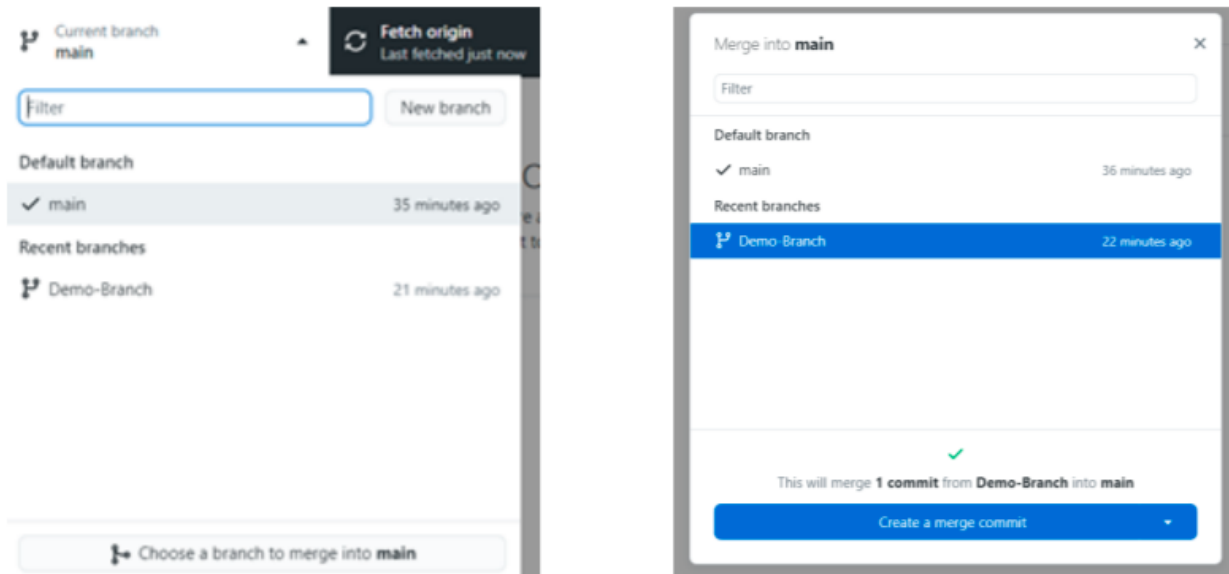 Current branch
main
Fetch origin
Last fetched just now
Filter
New branch
Default branch
main
35 minutes ago
Recent branches
Demo-Branch
21 minutes ago
Choose a branch to merge into main
Merge into main
Filter
Default branch
main
36 minutes ago
Recent branches
Demo-Branch
22 minutes ago
This will merge 1 commit from Demo-Branch into main
Create a merge commit